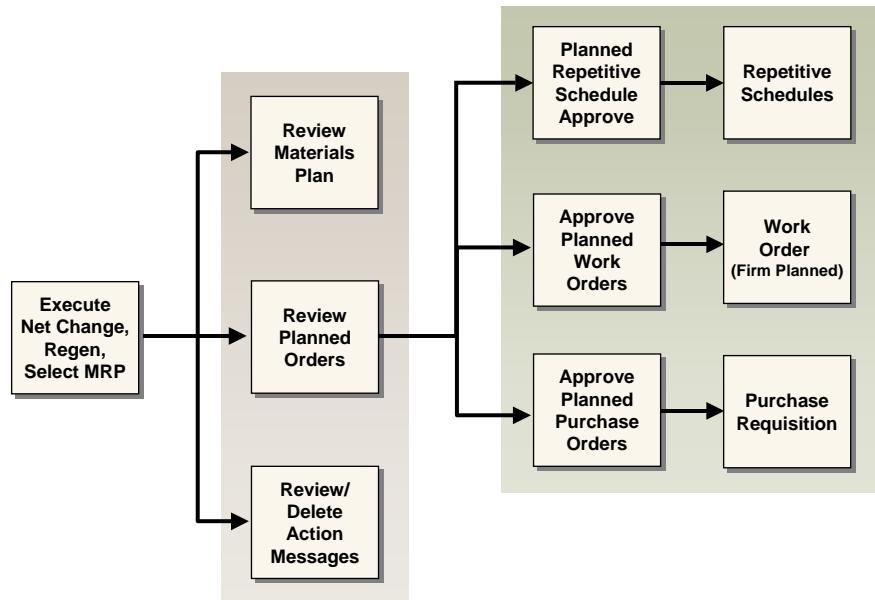 Execute
Net Change,
Regen,
Select MRP
Review
Materials
Plan
Review
Planned
Orders
Review/
Delete
Action
Messages
Planned
Repetitive
Schedule
Approve
Repetitive
Schedules
Approve
Planned
Work
Orders
Work
Order
(Firm Planned)
Approve
Planned
Purchase
Orders
Purchase
Requisition